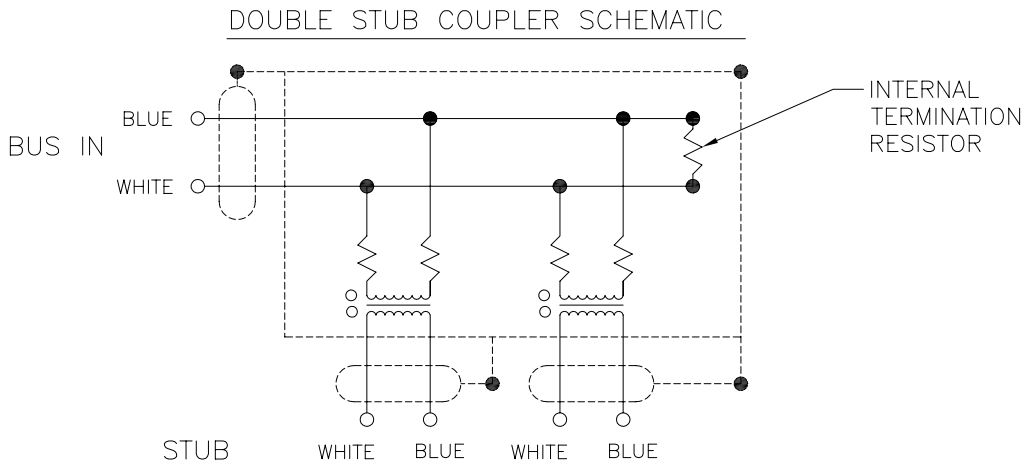 DOUBLE STUB COUPLER SCHEMATIC
BLUE
BUS IN
WHITE
INTERNAL
TERMINATION
RESISTOR
STUB
WHITE BLUE WHITE BLUE